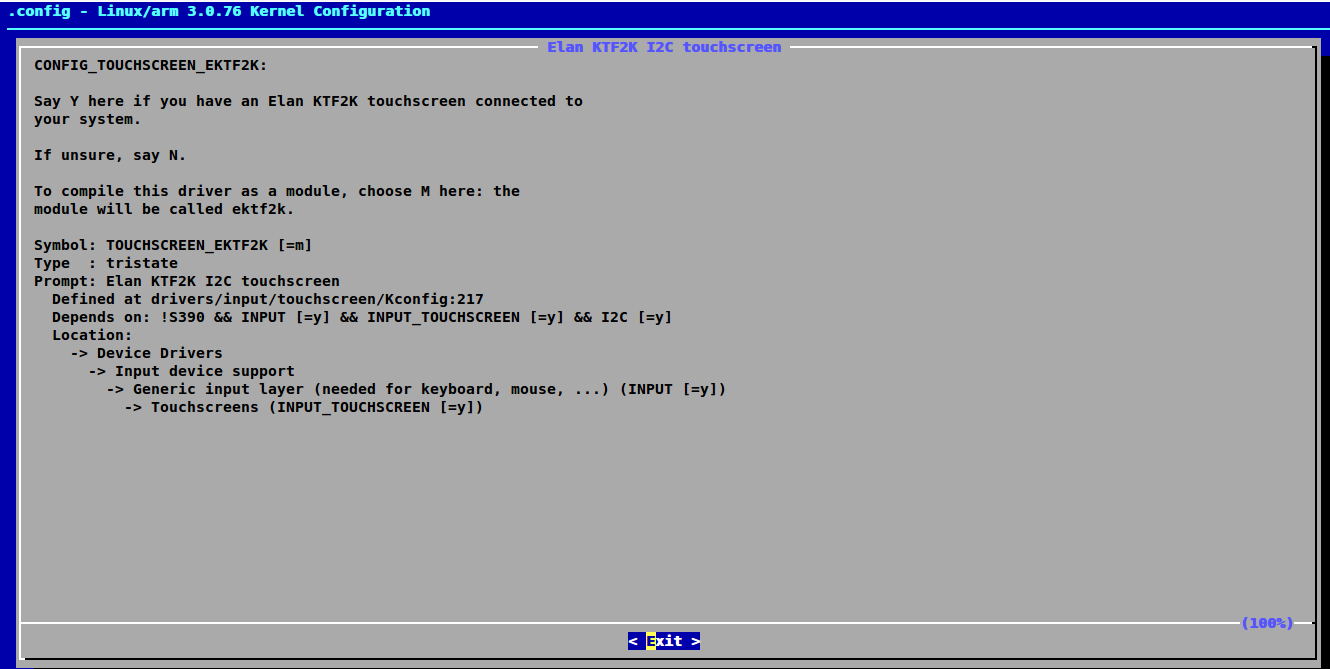 .config - Linux/arm 3.0.76 Kernel Configuration
Elan KTF2K I2C touchscreen
CONFIG_TOUCHSCREEN_EKTF2K:
Say Y here if you have an Elan KTF2K touchscreen connected to
your system.
If unsure, say N.
To compile this driver as a module, choose M here: the
module will be called ektf2k.
Symbol: TOUCHSCREEN_EKTF2K [=m]
Type  : tristate
Prompt: Elan KTF2K I2C touchscreen
  Defined at drivers/input/touchscreen/Kconfig:217
  Depends on: !S390 && INPUT [=y] && INPUT_TOUCHSCREEN [=y] && I2C [=y]
  Location:
    -> Device Drivers
      -> Input device support
        -> Generic input layer (needed for keyboard, mouse, ...) (INPUT [=y])
          -> Touchscreens (INPUT_TOUCHSCREEN [=y])
(100%)
< Exit >